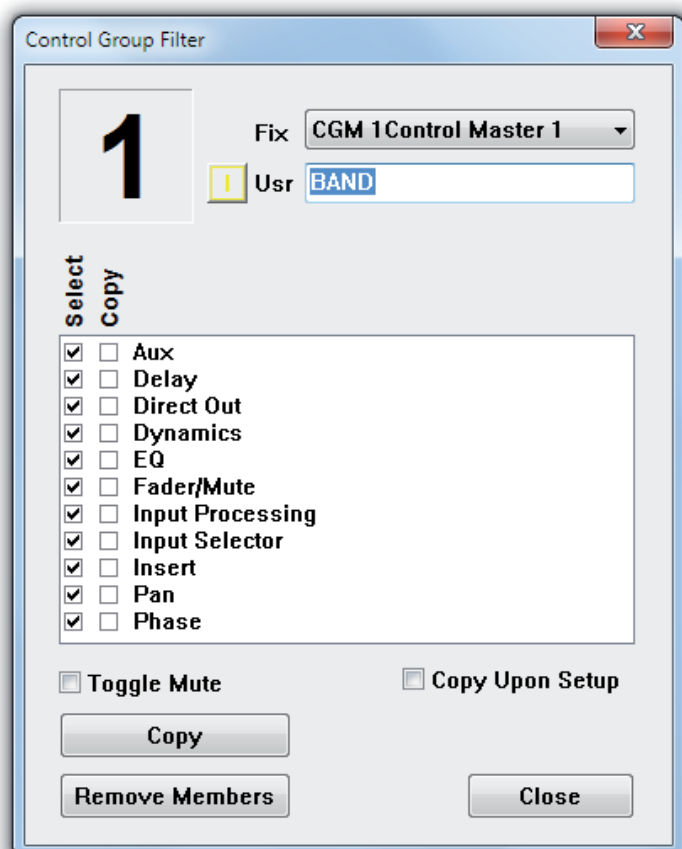 Control Group Filter
1
Fix CGM 1Control Master 1
I Usr BAND
Select Copy
Aux
Delay
Direct Out
Dynamics
EQ
Fader/Mute
Input Processing
Input Selector
Insert
Pan
Phase
Toggle Mute Copy Upon Setup
Copy
Remove Members Close